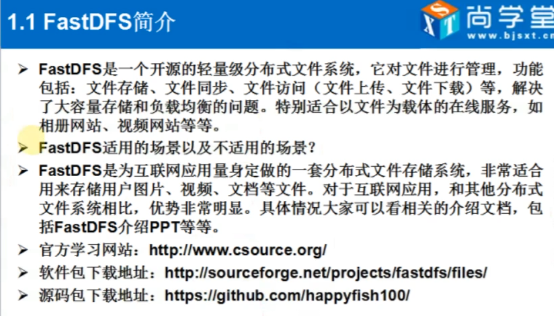 1.1 FastDFS简介
尚学堂
www.bjsxt.cn
SXT
➢ FastDFS是一个开源的轻量级分布式文件系统，它对文件进行管理，功能
包括：文件存储、文件同步、文件访问（文件上传、文件下载）等，解决
了大容量存储和负载均衡的问题。特别适合以文件为载体的在线服务，如
相册网站、视频网站等等。
➢ FastDFS适用的场景以及不适用的场景？
➢ FastDFS是为互联网应用量身定做的一套分布式文件存储系统，非常适合
用来存储用户图片、视频、文档等文件。对于互联网应用，和其他分布式
文件系统相比，优势非常明显。具体情况大家可以看相关的介绍文档，包
括FastDFS介绍PPT等等。
➢ 官方学习网站：http://www.csource.org/
➢ 软件包下载地址：http://sourceforge.net/projects/fastdfs/files/
➢ 源码包下载地址：https://github.com/happyfish100/